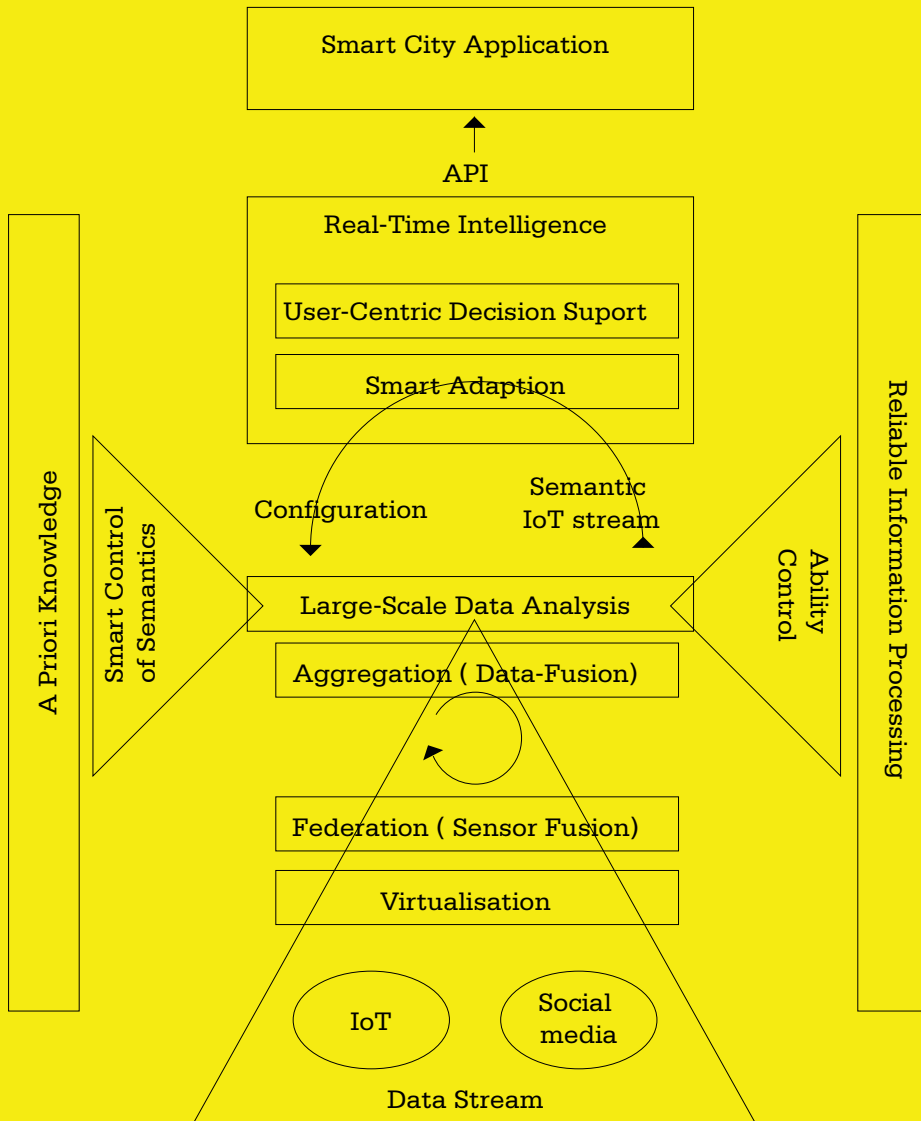 Smart City Application
API
Real-Time Intelligence
User-Centric Decision Suport
Smart Adaption
Configuration
Semantic
IoT stream
Large-Scale Data Analysis
Aggregation ( Data-Fusion)
Federation ( Sensor Fusion)
Virtualisation
IoT
Social
media
Data Stream
A Priori Knowledge
Smart Control
of Semantics
Ability
Control
Reliable Information Processing